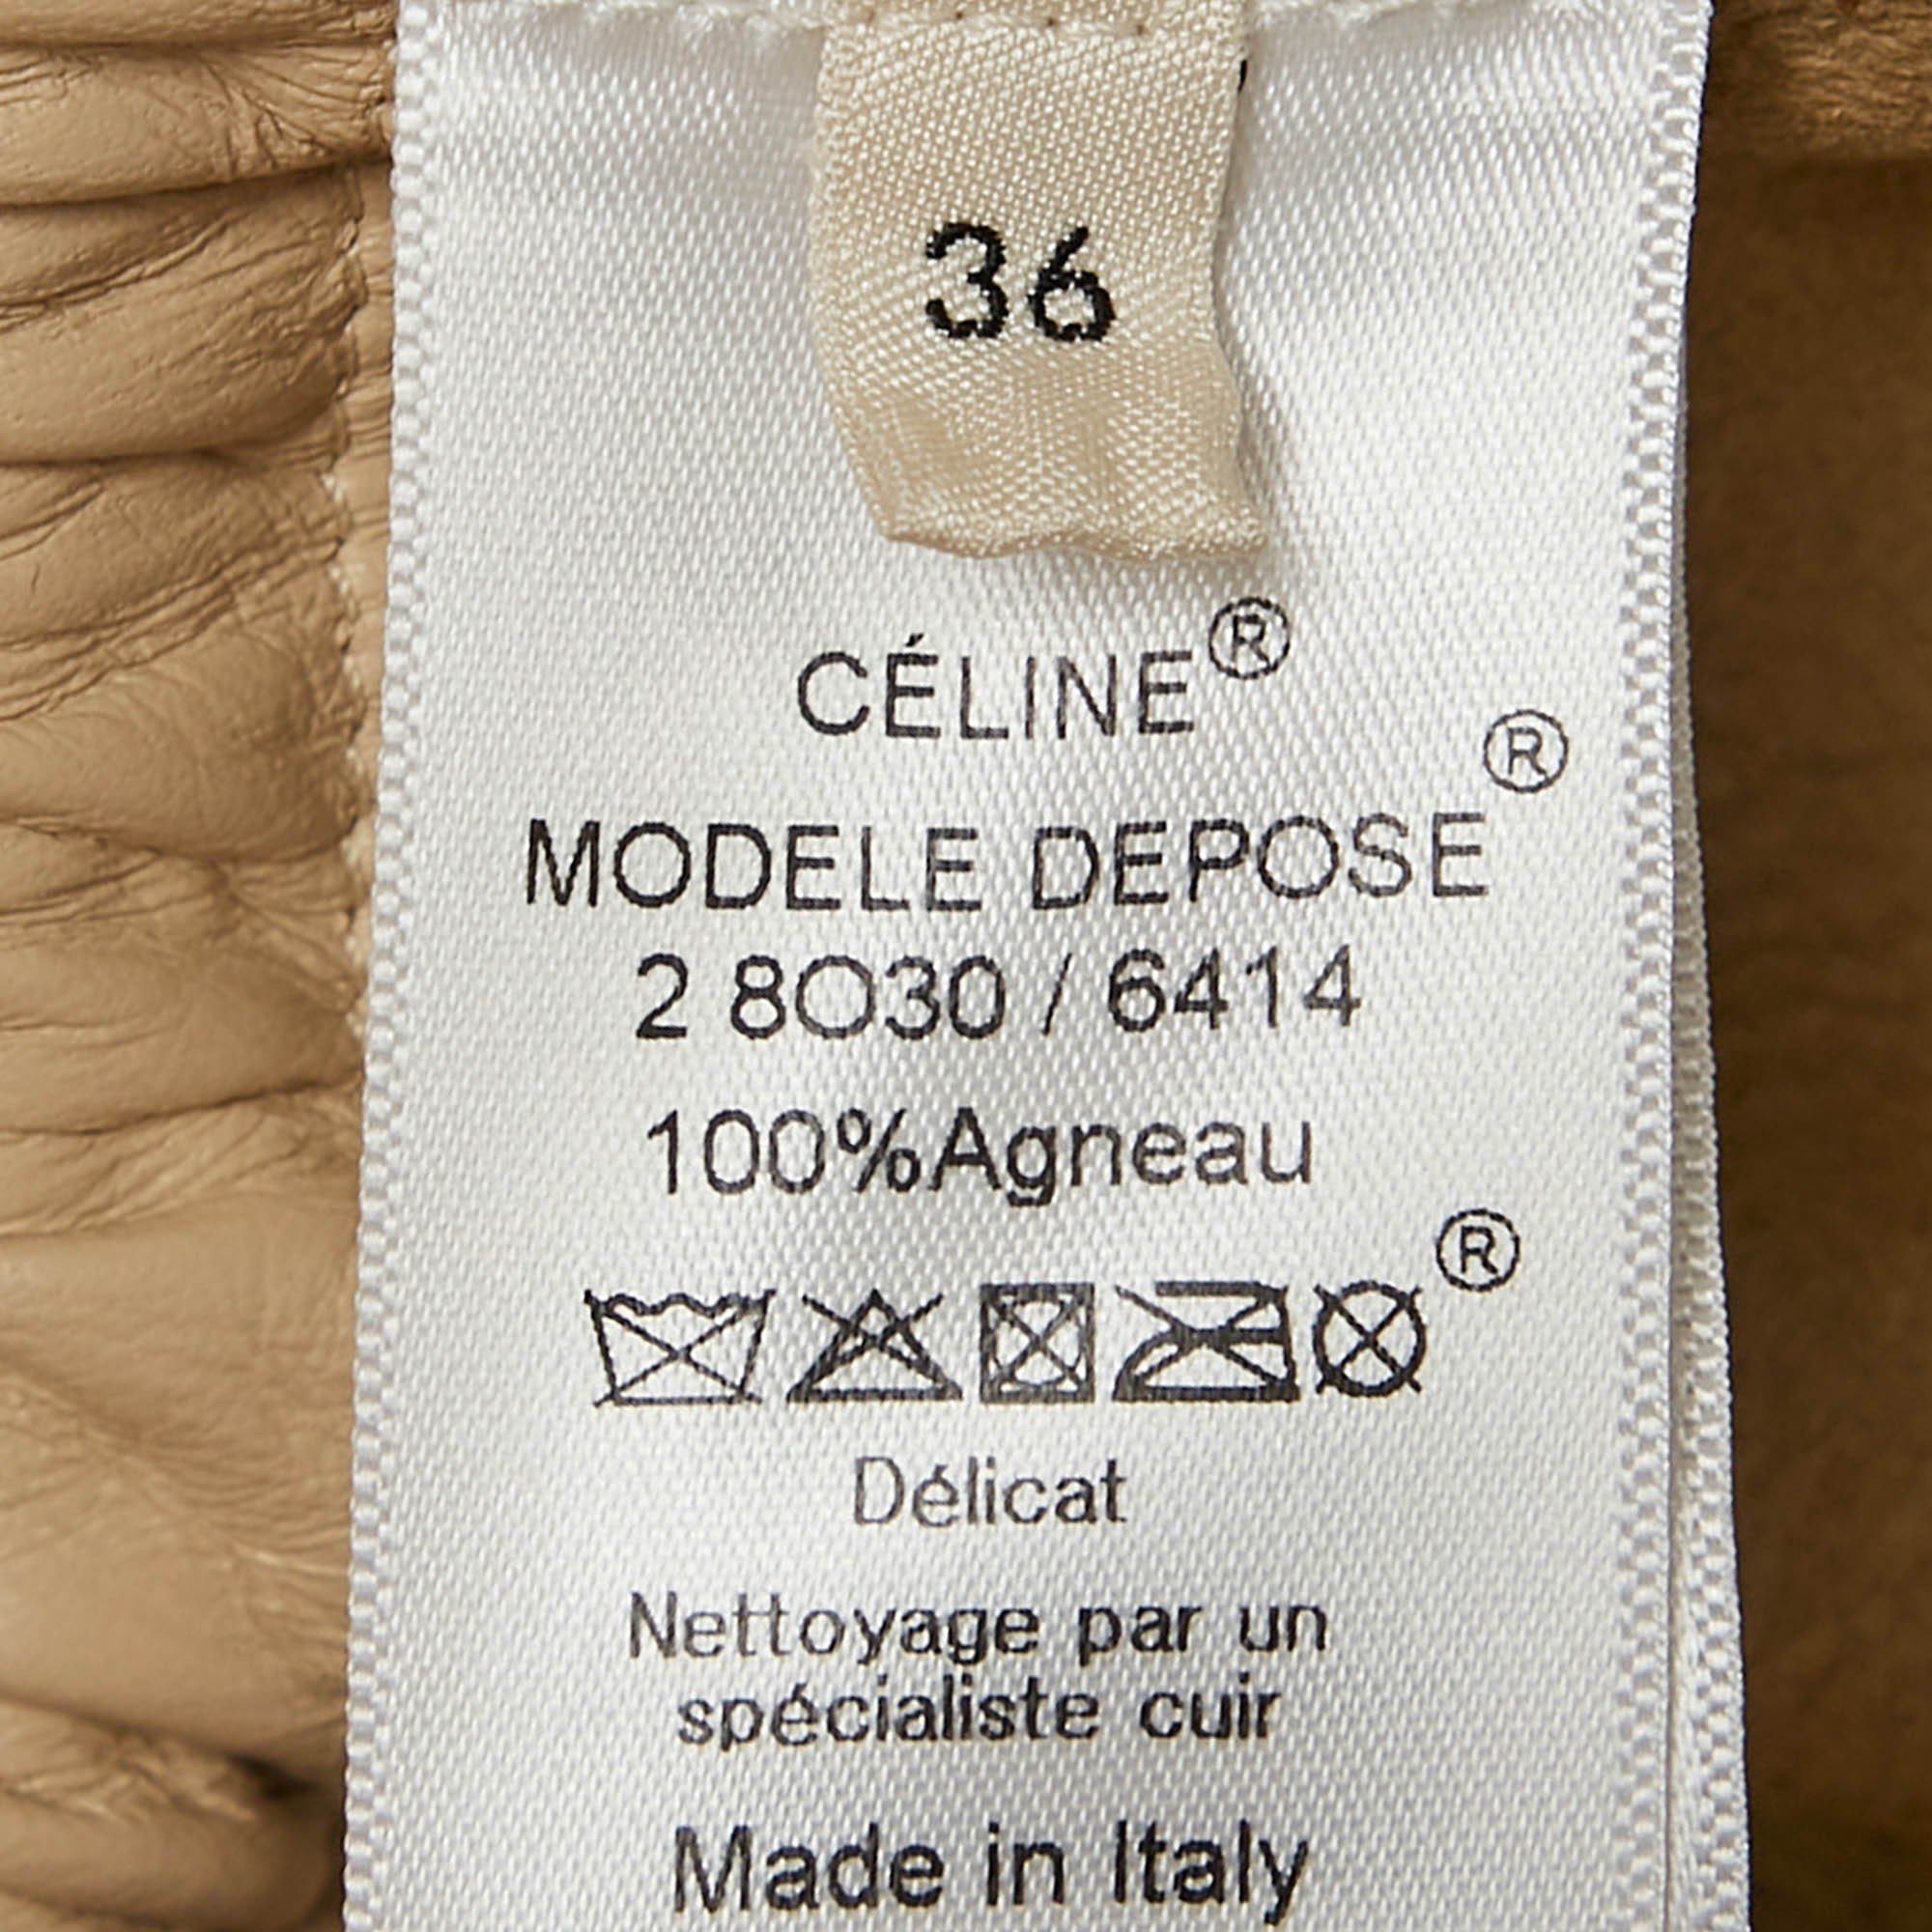 36
CÉLINE®
MODELE DEPOSE®
2 8O30 / 6414
100%Agneau
®
Délicat
Nettoyage par un
spécialiste cuir
Made in Italy